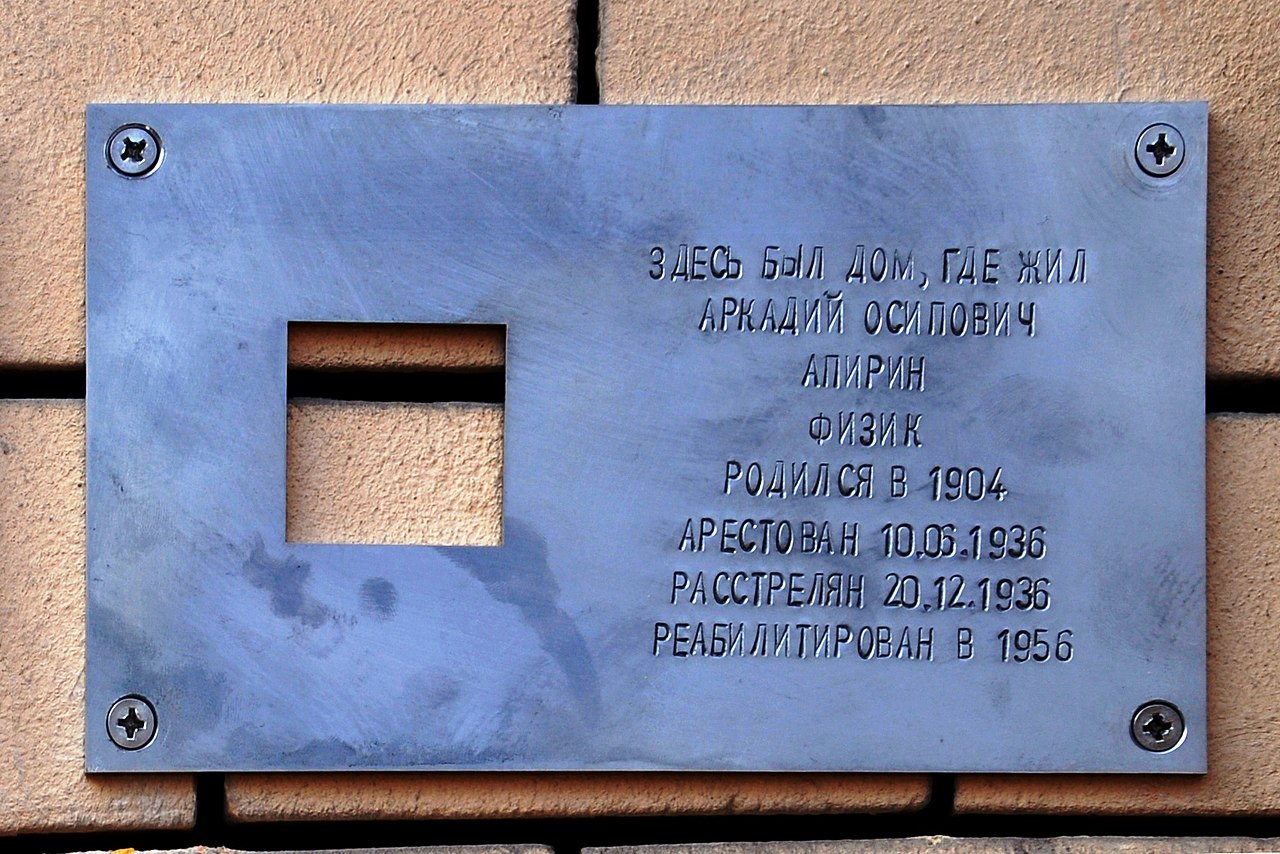 ЗДЕСЬ БЫЛ ДОМ, ГДЕ ЖИЛ
АРКАДИЙ ОСИПОВИЧ
АПИРИН
ФИЗИК
РОДИЛСЯ В 1904
АРЕСТОВАН 10.06.1936
РАССТРЕЛЯН 20.12.1936
РЕАБИЛИТИРОВАН В 1956